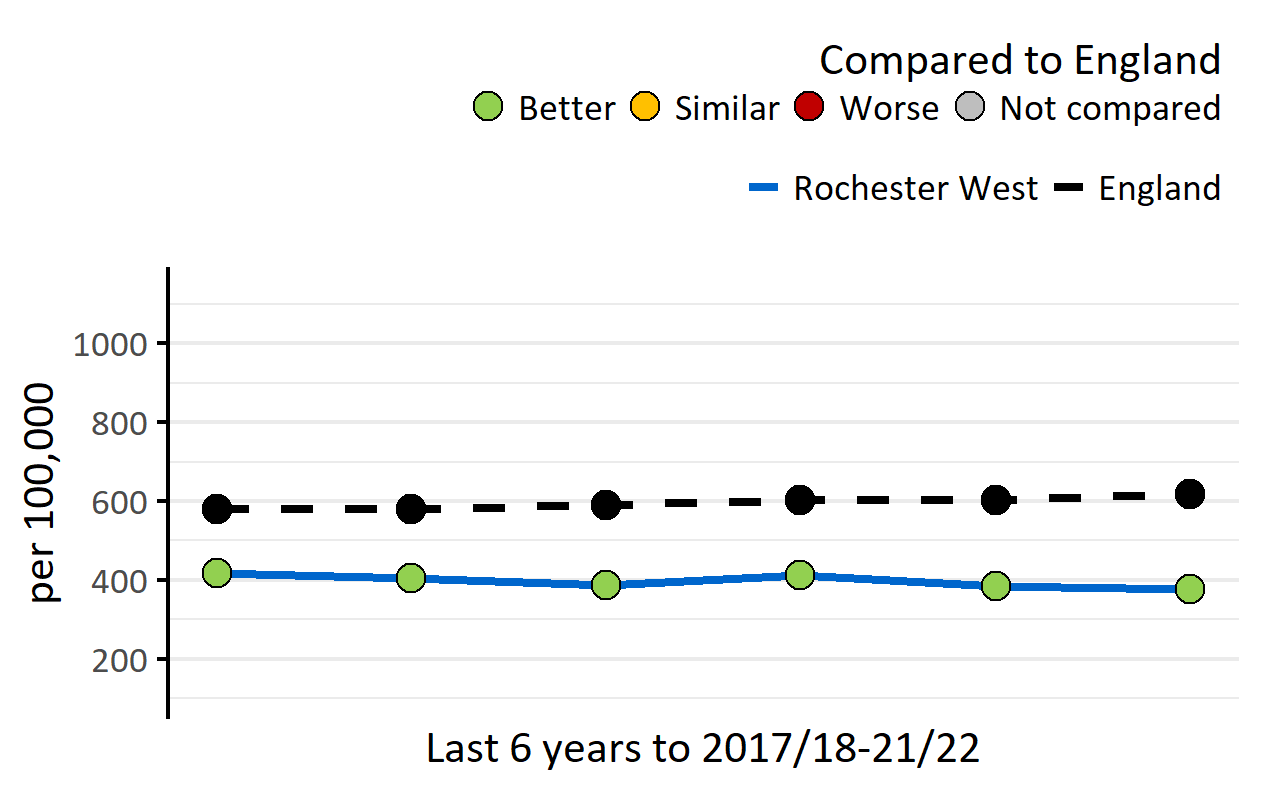 Compared to England
Better Similar Worse Not compared
Rochester West England
1000
800
600
400
200
per 100,000
Last 6 years to 2017/18-21/22